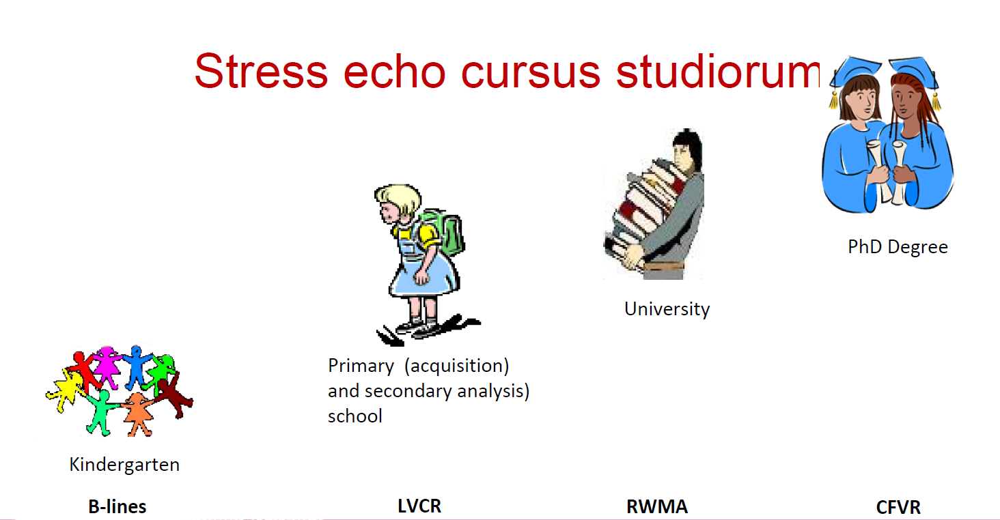 Stress echo cursus studiorum
PhD Degree
University
Primary (acquisition)
and secondary analysis)
school
Kindergarten
B-lines
LVCR
RWMA
CFVR